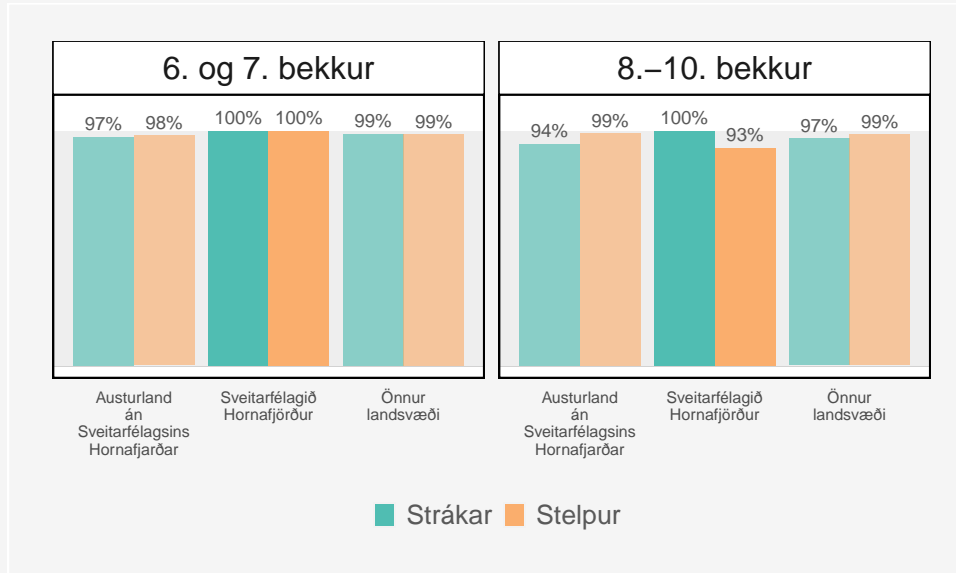 6. og 7. bekkur
97% 98% 100% 100% 99% 99%
Austurland
án
Sveitarfélagsins
Hornafjarðar
Sveitarfélagið
Hornafjörður
Önnur
landsvæði
8.–10. bekkur
94% 99% 100% 93% 97% 99%
Austurland
án
Sveitarfélagsins
Hornafjarðar
Sveitarfélagið
Hornafjörður
Önnur
landsvæði
Strákar Stelpur